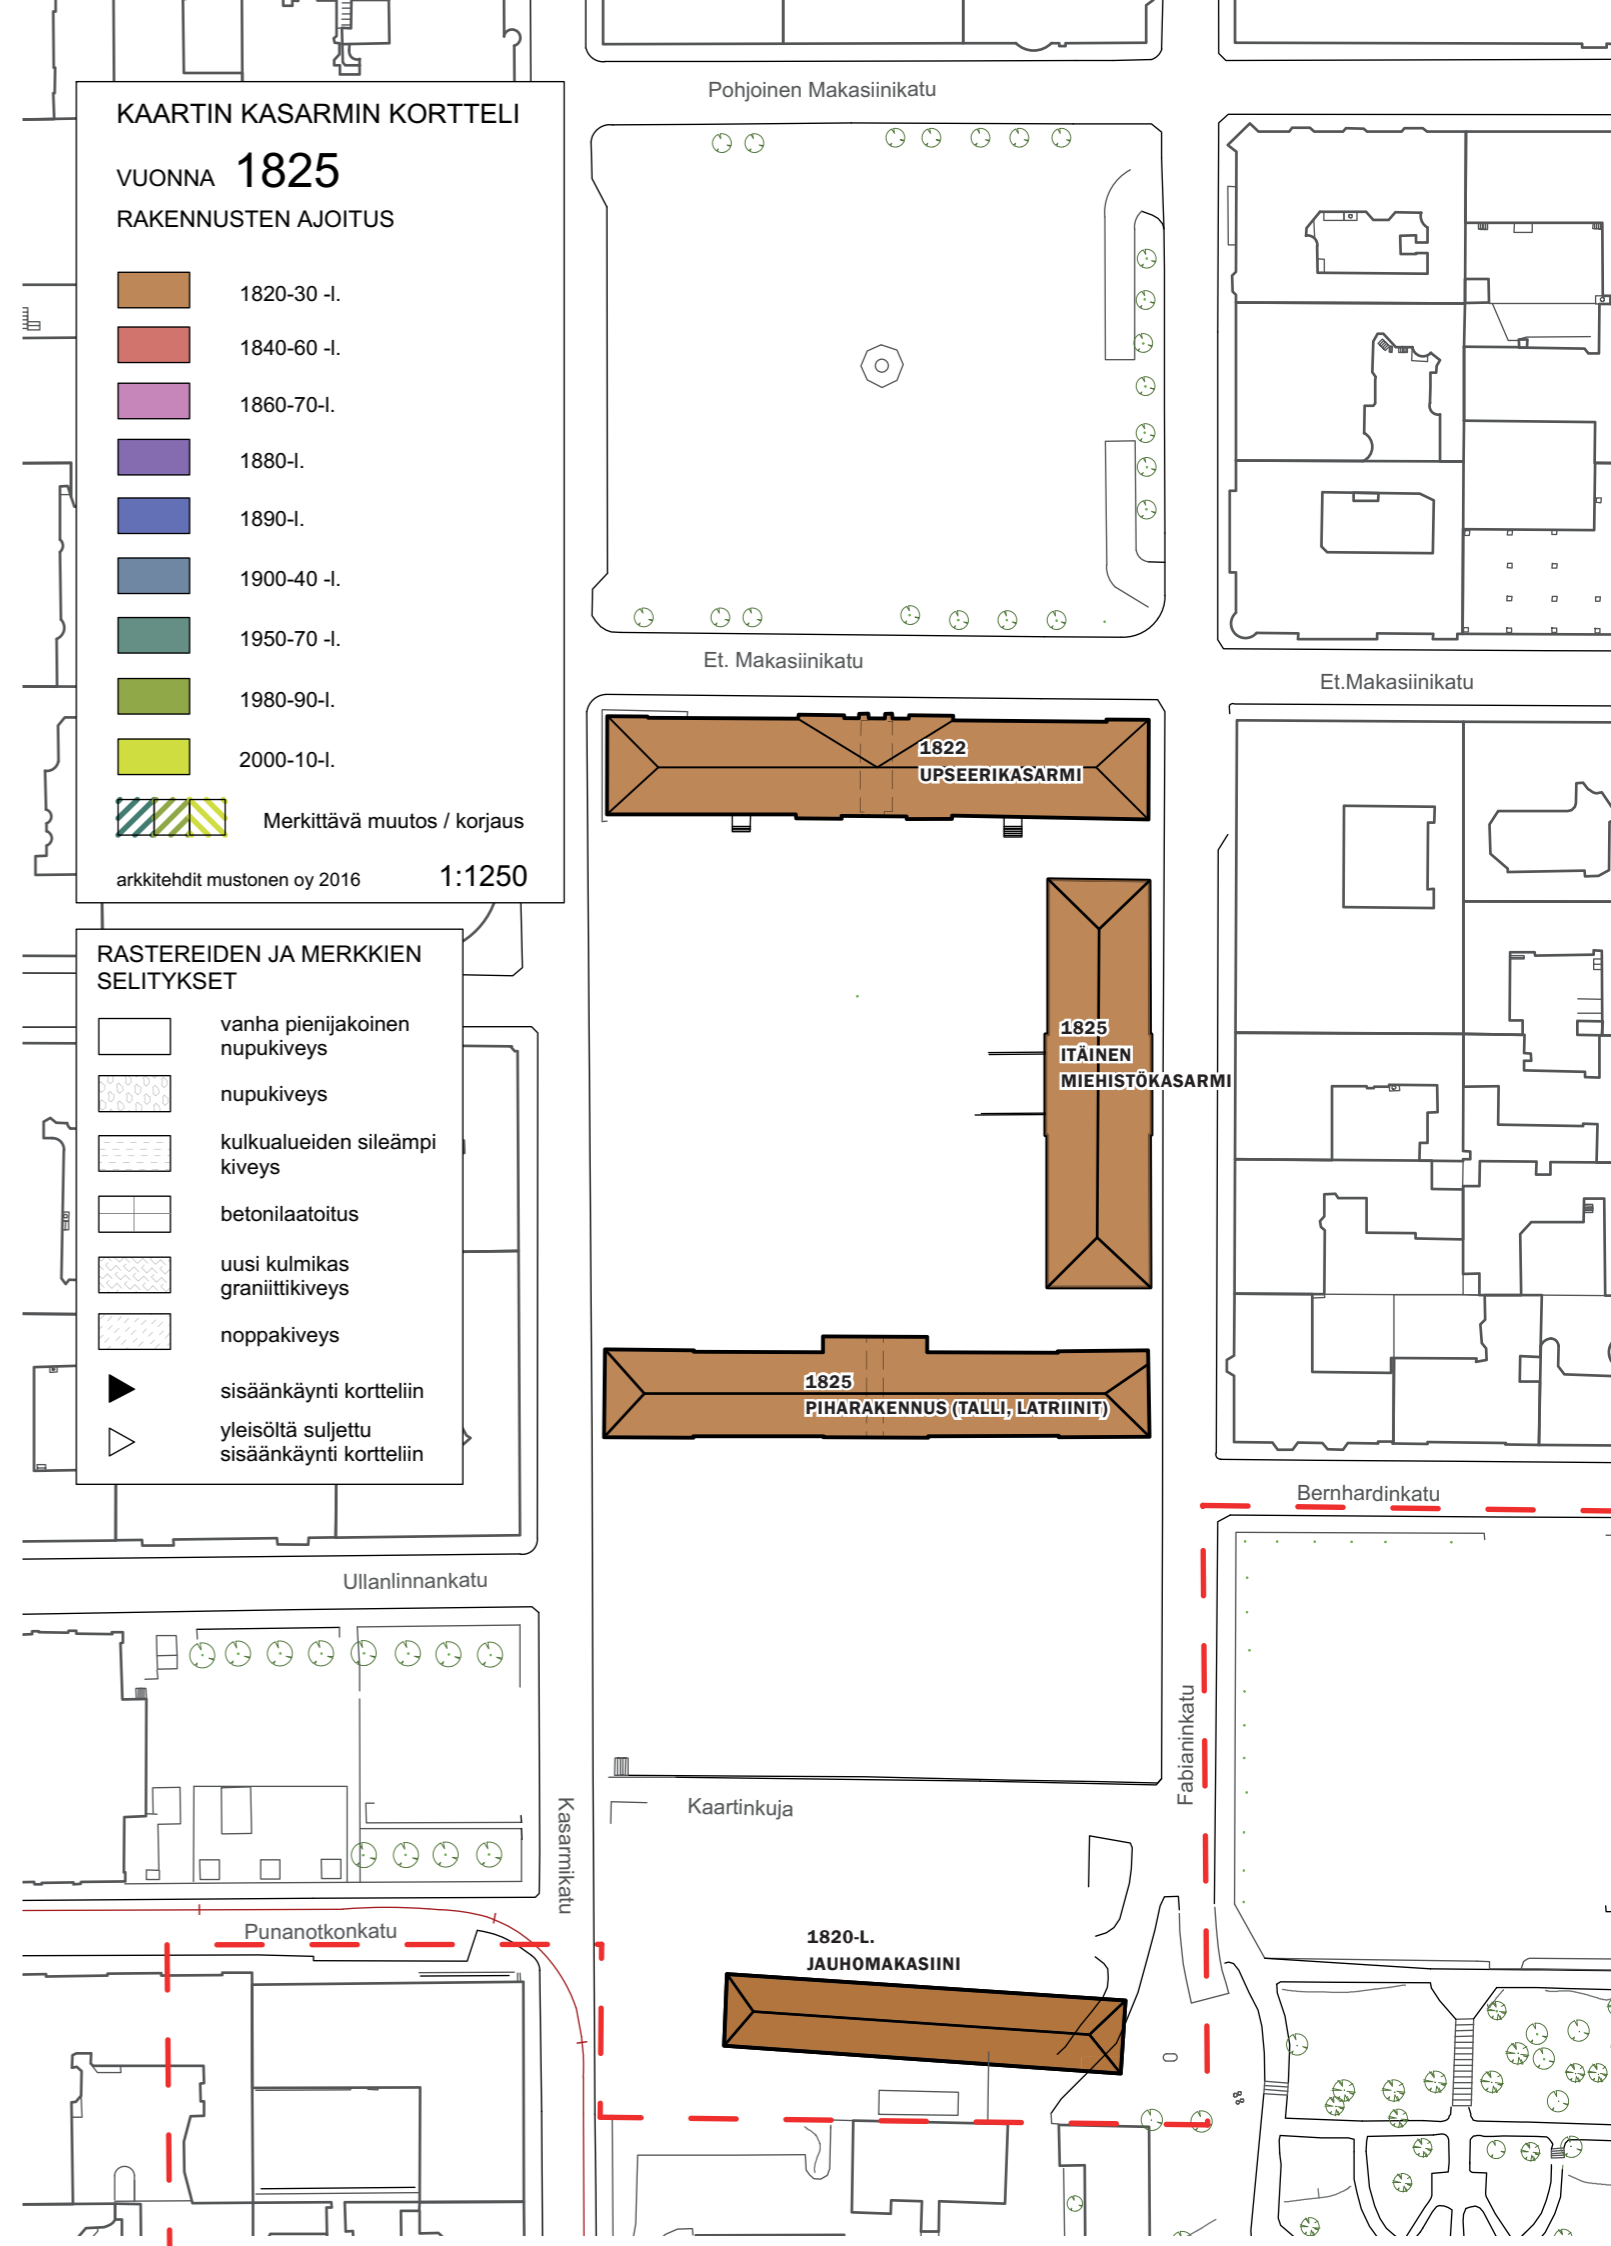 KAARTIN KASARMIN KORTTELI
VUONNA 1825
RAKENNUSTEN AJOITUS
1820-30 -l.
1840-60 -l.
1860-70-l.
1880-l.
1890-l.
1900-40 -l.
1950-70 -l.
1980-90-l.
2000-10-l.
Merkittävä muutos / korjaus
arkkitehdit mustonen oy 2016 1:1250
RASTEREIDEN JA MERKKIEN
SELITYKSET
vanha pienijakoinen
nupukiveys
nupukiveys
kulkualueiden sileämpi
kiveys
betonilaatoitus
uusi kulmikas
graniittikiveys
noppakiveys
sisäänkäynti kortteliin
yleisöltä suljettu
sisäänkäynti kortteliin
Pohjoinen Makasiinikatu
Et. Makasiinikatu
Et.Makasiinikatu
1822
UPSEERIKASARMI
1825
ITÄINEN
MIEHISTÖKASARMI
1825
PIHARAKENNUS (TALLI, LATRIINIT)
Bernhardinkatu
Ullanlinnankatu
Fabianinkatu
Kasarmikatu
Kaartinkuja
Punanotkonkatu
1820-L.
JAUHOMAKASIINI